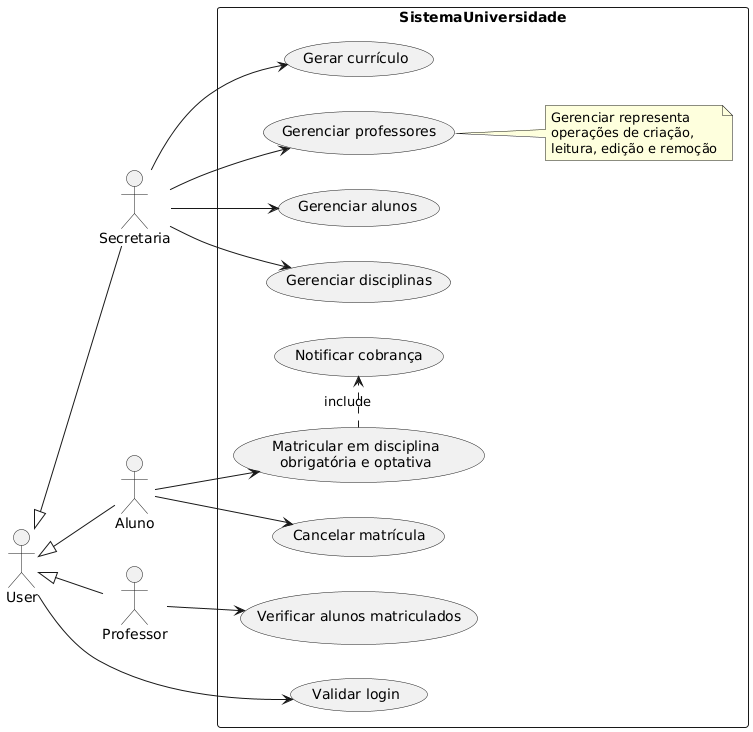 SistemaUniversidade
Gerar currículo
Gerenciar professores
Gerenciar representa
operações de criação,
leitura, edição e remoção
Gerenciar alunos
Secretaria
Gerenciar disciplinas
Notificar cobrança
include
Matricular em disciplina
obrigatória e optativa
Aluno
Cancelar matrícula
User
Professor
Verificar alunos matriculados
Validar login